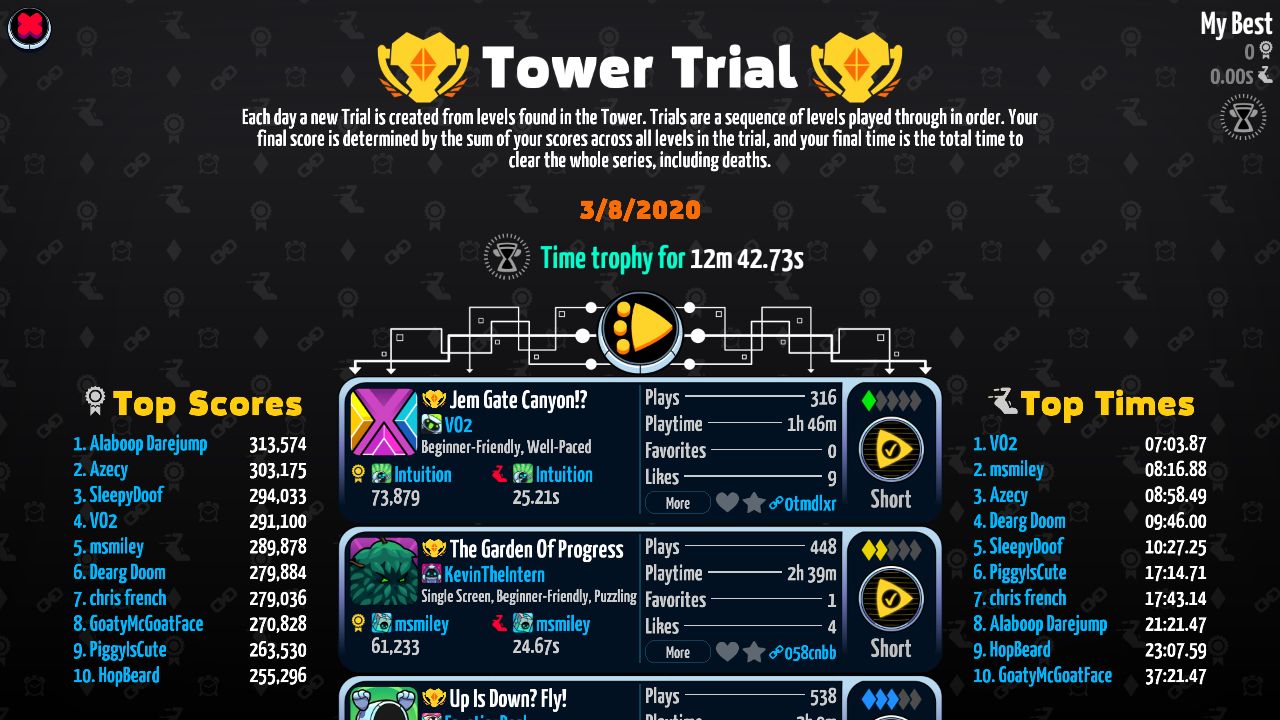 My Best
0
0.00s
Tower Trial
Each day a new Trial is created from levels found in the Tower. Trials are a sequence of levels played through in order. Your
final score is determined by the sum of your scores across all levels in the trial, and your final time is the total time to
clear the whole series, including deaths.
3/8/2020
Time trophy for 12m 42.73s
Top Scores
1. Alaboop Darejump 313,574
2. Azecy 303,175
3. SleepyDoof 294,033
4. VO2 291,100
5. msmiley 289,878
6. Dearg Doom 279,884
7. chris french 279,036
8. GoatyMcGoatFace 270,828
9. PiggyIsCute 263,530
10. HopBeard 255,296
Jem Gate Canyon!?
VO2
Beginner-Friendly, Well-Paced
Intuition
73,879
Intuition
25.21s
Plays 316
Playtime 1h 46m
Favorites 0
Likes 9
More
0tmdlxr
Short
The Garden Of Progress
KevinTheIntern
Single Screen, Beginner-Friendly, Puzzling
msmiley
61,233
msmiley
24.67s
Plays 448
Playtime 2h 39m
Favorites 1
Likes 4
More
058cnbb
Short
Up Is Down? Fly!
Plays 538
Top Times
1. VO2 07:03.87
2. msmiley 08:16.88
3. Azecy 08:58.49
4. Dearg Doom 09:46.00
5. SleepyDoof 10:27.25
6. PiggyIsCute 17:14.71
7. chris french 17:43.14
8. Alaboop Darejump 21:21.47
9. HopBeard 23:07.59
10. GoatyMcGoatFace 37:21.47